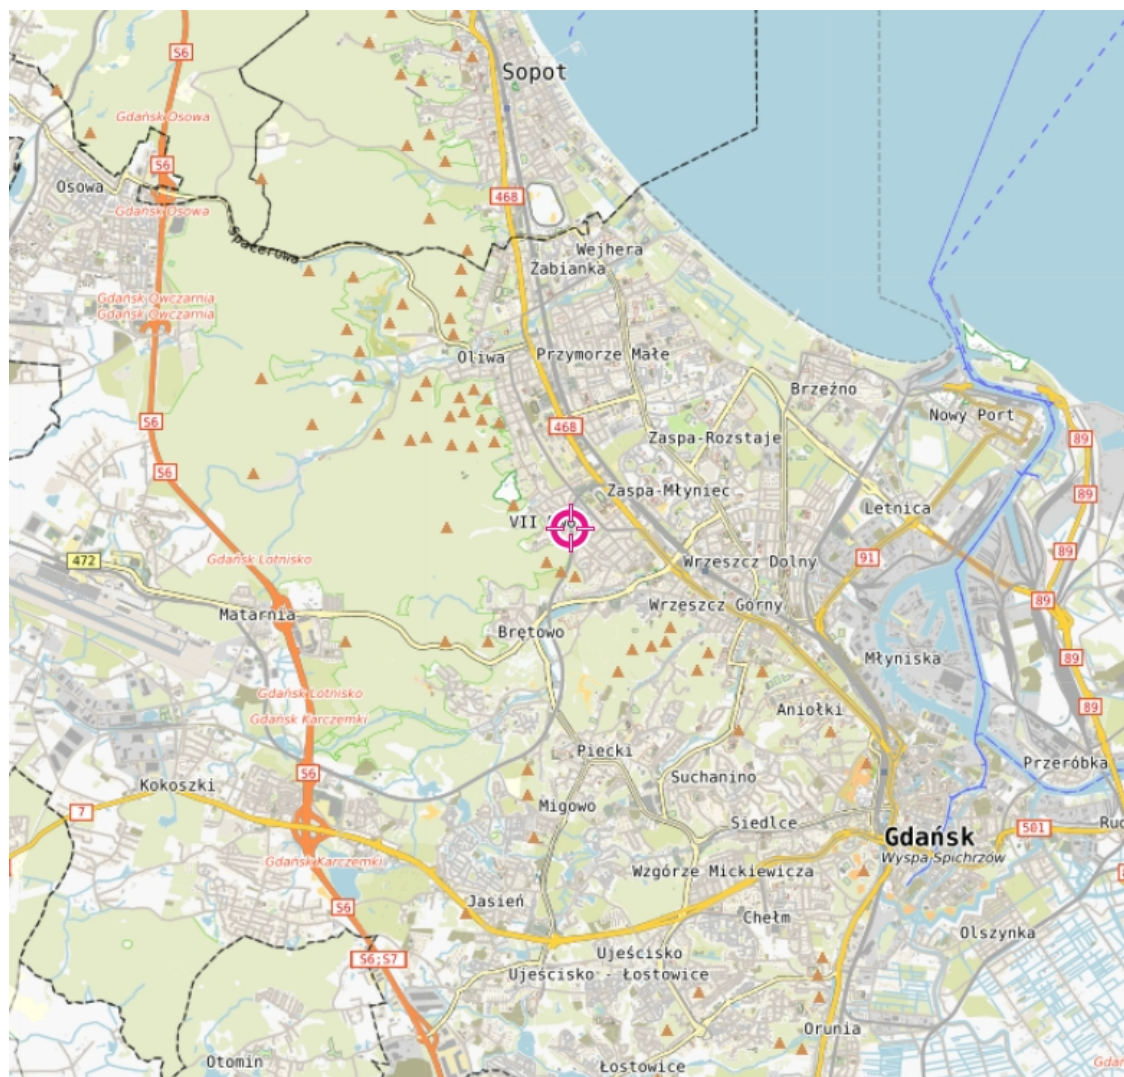 S6
Sopot
Gdańsk Osowa
S6
Osowa
468
Gdańsk Osowa
Spacerowa
Wejhera
Żabianka
Gdańsk Owczarnia
Gdańsk Owczarnia
Oliwa
Przymorze Małe
Brzeźno
Nowy Port
S6
468
Zaspa-Rozstaje
89
S6
Zaspa-Młyniec
89
Letnica
VII
89
91
Gdańsk Lotnisko
472
Wrzeszcz Dolny
89
Matarnia
Wrzeszcz Górny
Brętowo
89
Młyniska
Gdańsk Lotnisko
89
Gdańsk Karczemki
Aniołki
Piecki
Przeróbka
S6
Suchanino
Kokoszki
7
Migowo
Siedlce
501
Gdańsk
Wyspa Spichrzów
Gdańsk Karczemki
Wzgórze Mickiewicza
Jasień
S6
Chełm
Olszynka
Ujeścisko
S6;S7
Ujeścisko - Łostowice
Orunia
Otomin
Łostowice